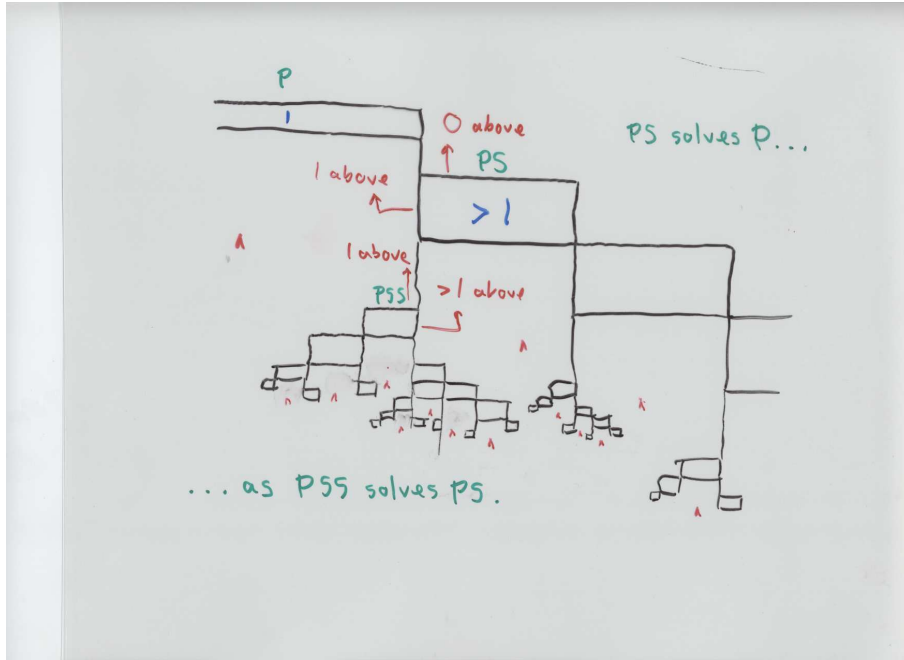 P
1
0 above
PS solves P...
PS
1 above
> 1
1 above
PSS
>1 above
... as PSS solves PS.